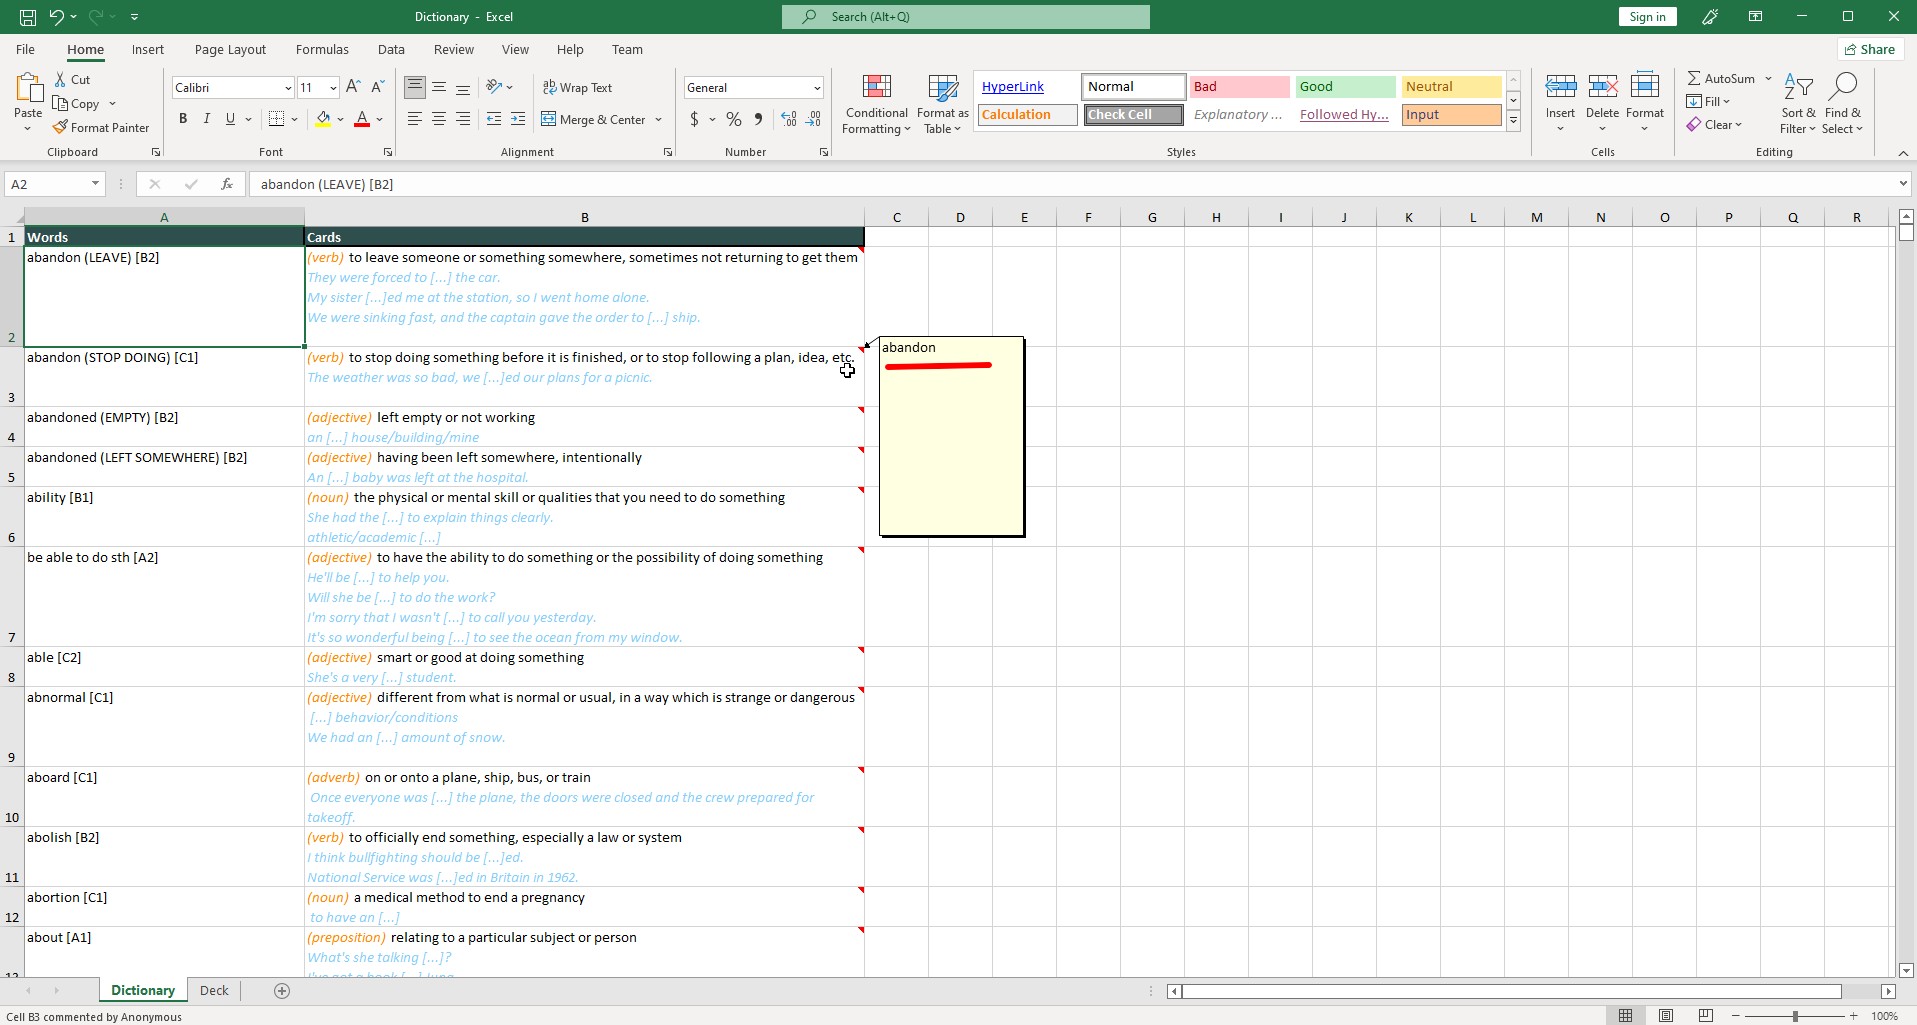 Dictionary - Excel
Search (Alt+Q)
Sign in
File Home Insert Page Layout Formulas Data Review View Help Team
Share
Paste
Cut
Copy
Format Painter
Clipboard
Calibri 11
B I U
Font
Wrap Text
Merge & Center
Alignment
General
$ % 9
Number
Conditional Formatting
Format as Table
HyperLink Normal Bad Good Neutral
Calculation Check Cell Explanatory ... Followed Hy... Input
Styles
Insert Delete Format
Cells
AutoSum
Fill
Clear
Sort & Filter
Find & Select
Editing
A2
fx
abandon (LEAVE) [B2]
A B C D E F G H I J K L M N O P Q R
1 Words Cards
2 abandon (LEAVE) [B2] (verb) to leave someone or something somewhere, sometimes not returning to get them
They were forced to [...] the car.
My sister [...]ed me at the station, so I went home alone.
We were sinking fast, and the captain gave the order to [...] ship.
3 abandon (STOP DOING) [C1] (verb) to stop doing something before it is finished, or to stop following a plan, idea, etc.
The weather was so bad, we [...]ed our plans for a picnic.
abandon
4 abandoned (EMPTY) [B2] (adjective) left empty or not working
an [...] house/building/mine
5 abandoned (LEFT SOMEWHERE) [B2] (adjective) having been left somewhere, intentionally
An [...] baby was left at the hospital.
6 ability [B1] (noun) the physical or mental skill or qualities that you need to do something
She had the [...] to explain things clearly.
athletic/academic [...]
7 be able to do sth [A2] (adjective) to have the ability to do something or the possibility of doing something
He'll be [...] to help you.
Will she be [...] to do the work?
I'm sorry that I wasn't [...] to call you yesterday.
It's so wonderful being [...] to see the ocean from my window.
8 able [C2] (adjective) smart or good at doing something
She's a very [...] student.
9 abnormal [C1] (adjective) different from what is normal or usual, in a way which is strange or dangerous
[...] behavior/conditions
We had an [...] amount of snow.
10 aboard [C1] (adverb) on or onto a plane, ship, bus, or train
Once everyone was [...] the plane, the doors were closed and the crew prepared for
takeoff.
11 abolish [B2] (verb) to officially end something, especially a law or system
I think bullfighting should be [...]ed.
National Service was [...]ed in Britain in 1962.
12 abortion [C1] (noun) a medical method to end a pregnancy
to have an [...]
about [A1] (preposition) relating to a particular subject or person
What's she talking [...]?
Dictionary Deck
Cell B3 commented by Anonymous
100%